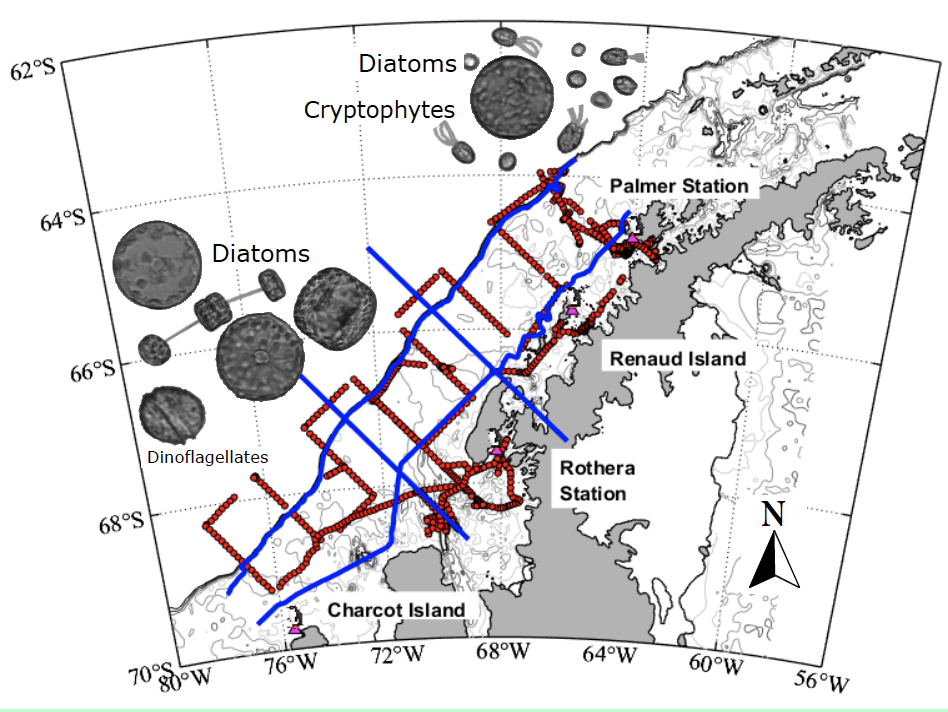 62°S
Diatoms
Cryptophytes
Palmer Station
64°S
Diatoms
Renaud Island
66°S
Dinoflagellates
Rothera
Station
68°S
N
Charcot Island
70°S
80°W
76°W
72°W
68°W
64°W
60°W
56°W